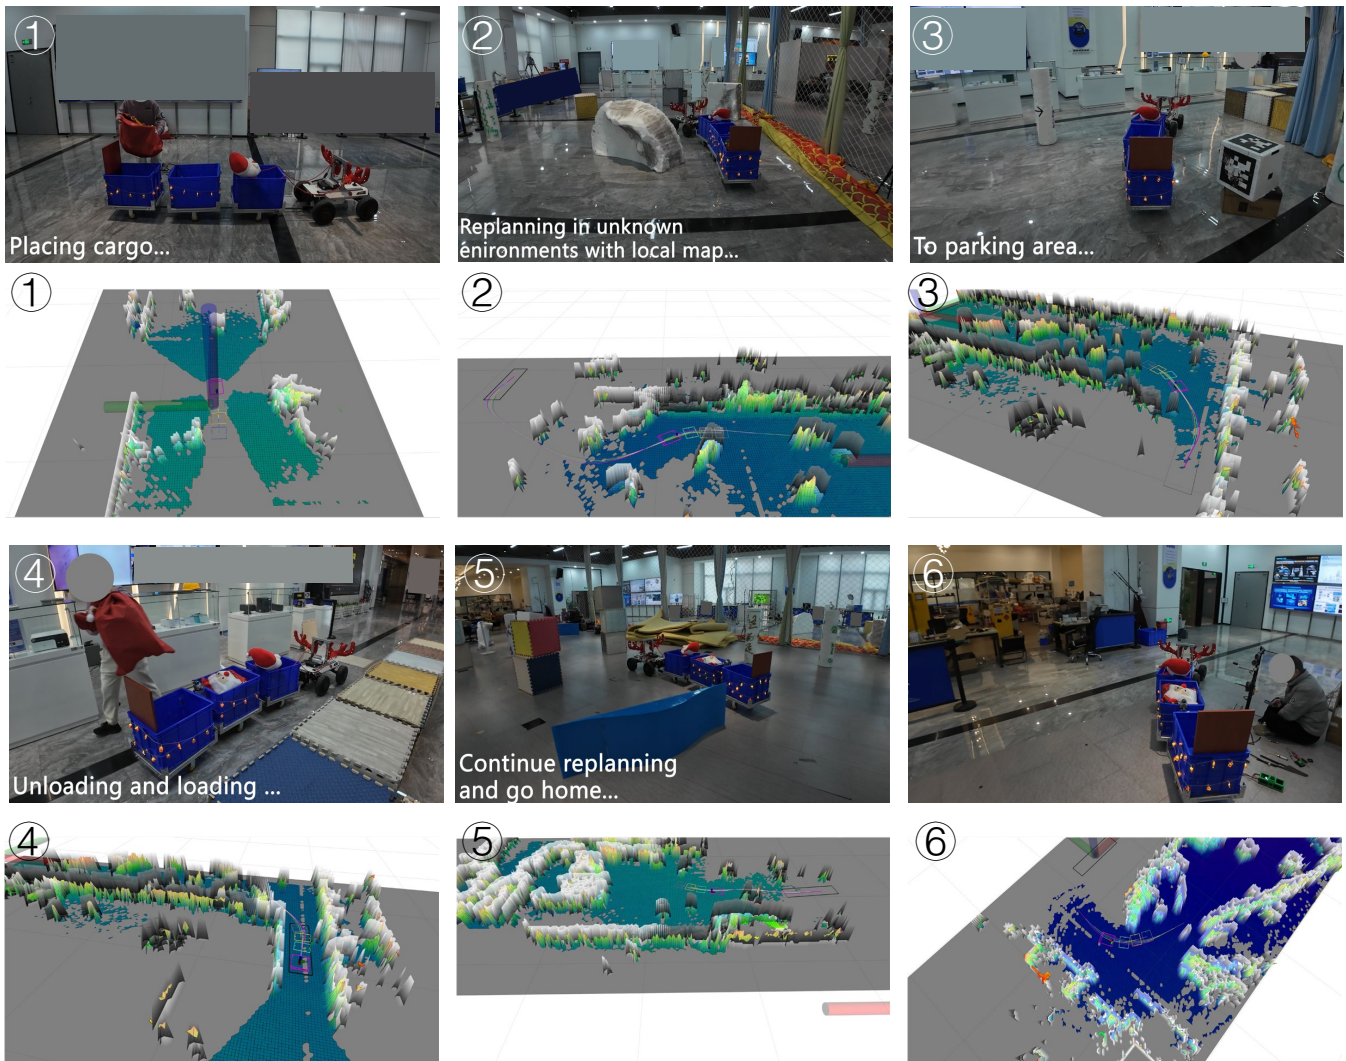 ① ② ③
Placing cargo...
Replanning in unknown
enironments with local map...
To parking area...
① ② ③
④ ⑤ ⑥
Unloading and loading ...
Continue replanning
and go home...
④ ⑤ ⑥